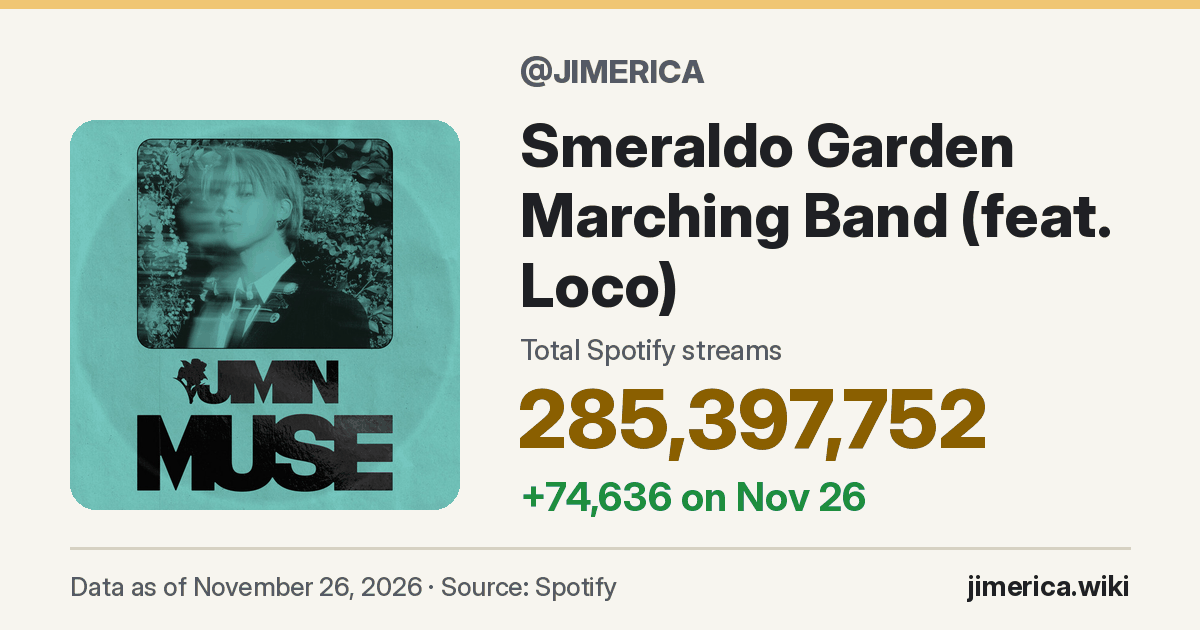 @JIMERICA
Smeraldo Garden
Marching Band (feat.
Loco)
Total Spotify streams
285,397,752
+74,636 on Nov 26
JIMIN
MUSE
Data as of November 26, 2026 · Source: Spotify
jimerica.wiki